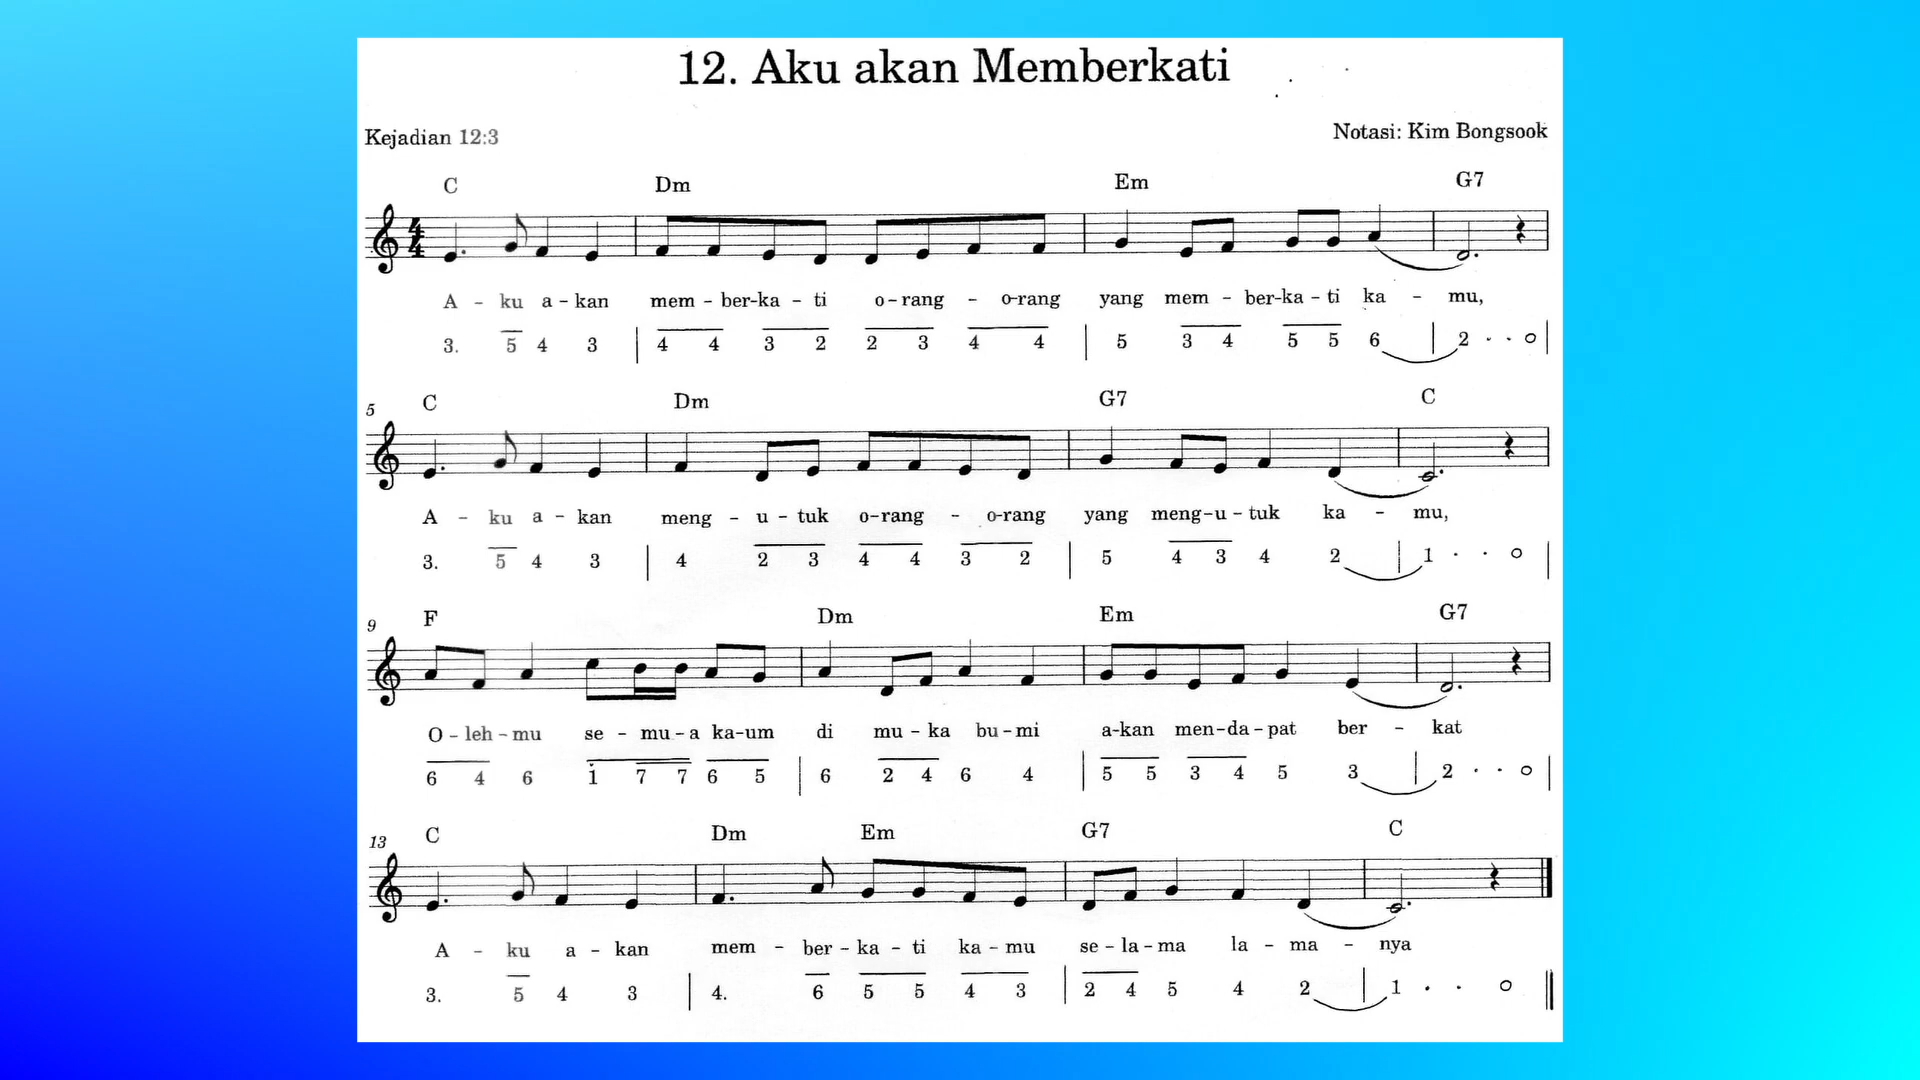 12. Aku akan Memberkati
Kejadian 12:3
Notasi: Kim Bongsook
C Dm Em G7
A - ku a - kan mem - ber-ka - ti o - rang - o-rang yang mem - ber-ka - ti ka - mu,
3. 5 4 3 | 4 4 3 2 2 3 4 4 | 5 3 4 5 5 6 | 2 · · o |
5 C Dm G7 C
A - ku a - kan meng - u - tuk o-rang - o-rang yang meng-u - tuk ka - mu,
3. 5 4 3 | 4 2 3 4 4 3 2 | 5 4 3 4 2 | 1 · · o |
9 F Dm Em G7
O - leh - mu se - mu - a ka-um di mu - ka bu - mi a-kan men-da - pat ber - kat
6 4 6 1̇ 7 7 6 5 | 6 2 4 6 4 | 5 5 3 4 5 3 | 2 · · o |
13 C Dm Em G7 C
A - ku a - kan mem - ber - ka - ti ka - mu se - la - ma la - ma - nya
3. 5 4 3 | 4. 6 5 5 4 3 | 2 4 5 4 2 | 1 · · o ||